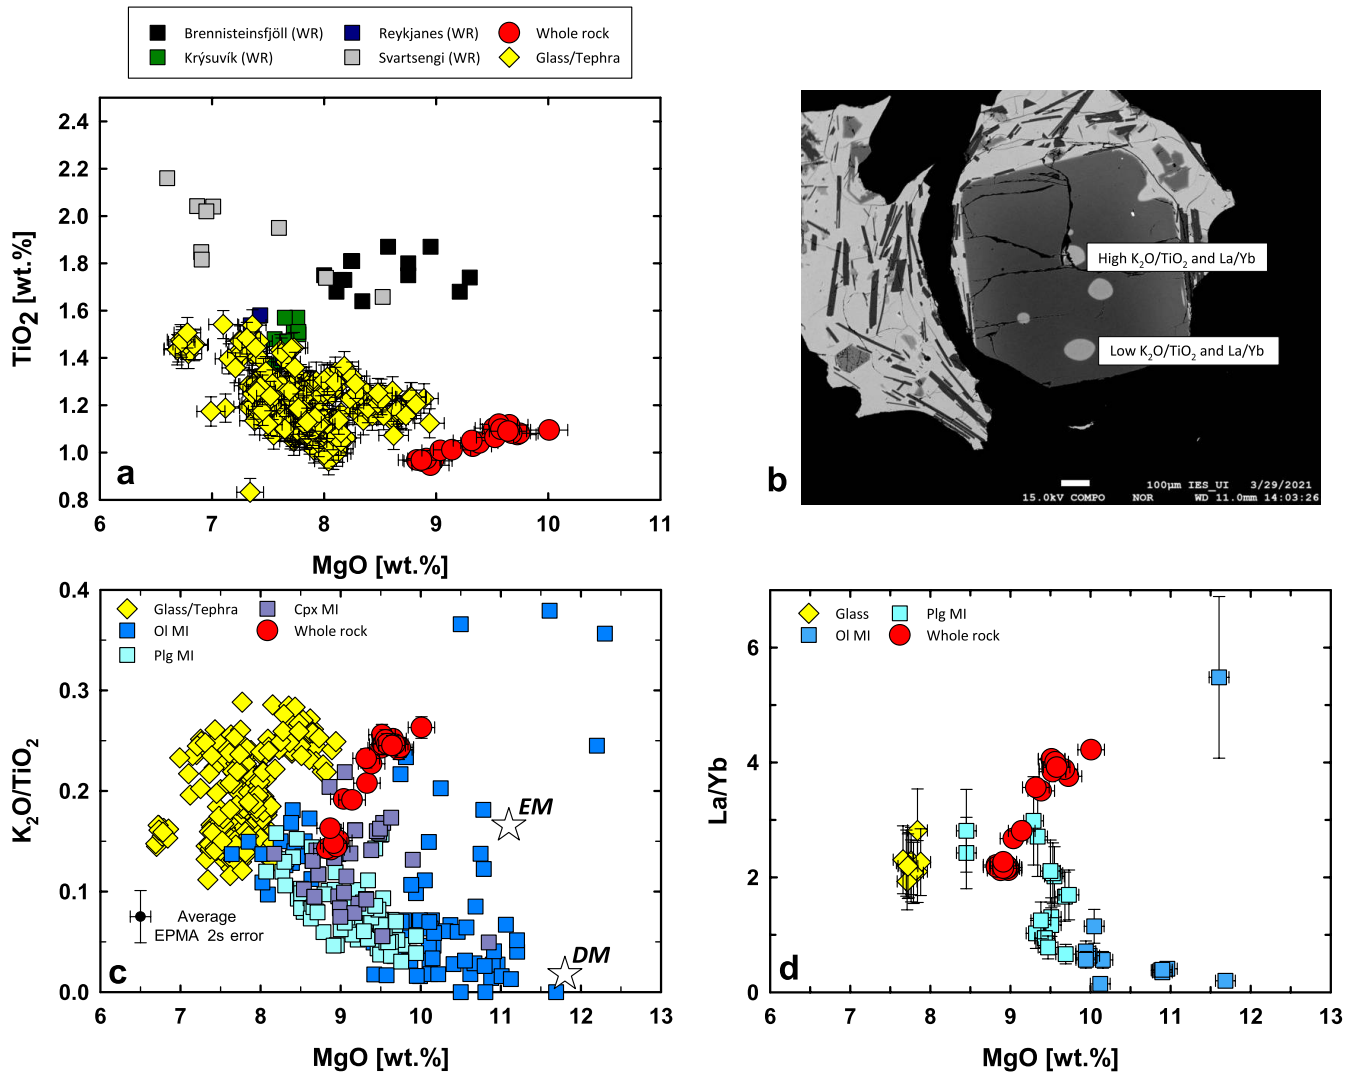 Brennisteinsfjöll (WR) Reykjanes (WR) Whole rock
Krýsuvík (WR) Svartsengi (WR) Glass/Tephra
TiO2 [wt.%]
2.4
2.2
2.0
1.8
1.6
1.4
1.2
1.0
0.8
a
6 7 8 9 10 11
MgO [wt.%]
High K2O/TiO2 and La/Yb
Low K2O/TiO2 and La/Yb
b
100µm IES_UI 3/29/2021
15.0kV COMPO NOR WD 11.0mm 14:03:26
K2O/TiO2
0.4
0.3
0.2
0.1
0.0
Glass/Tephra Cpx MI
Ol MI Whole rock
Plg MI
EM
DM
Average
EPMA 2s error
c
6 7 8 9 10 11 12 13
MgO [wt.%]
La/Yb
6
4
2
0
Glass Plg MI
Ol MI Whole rock
d
6 7 8 9 10 11 12 13
MgO [wt.%]